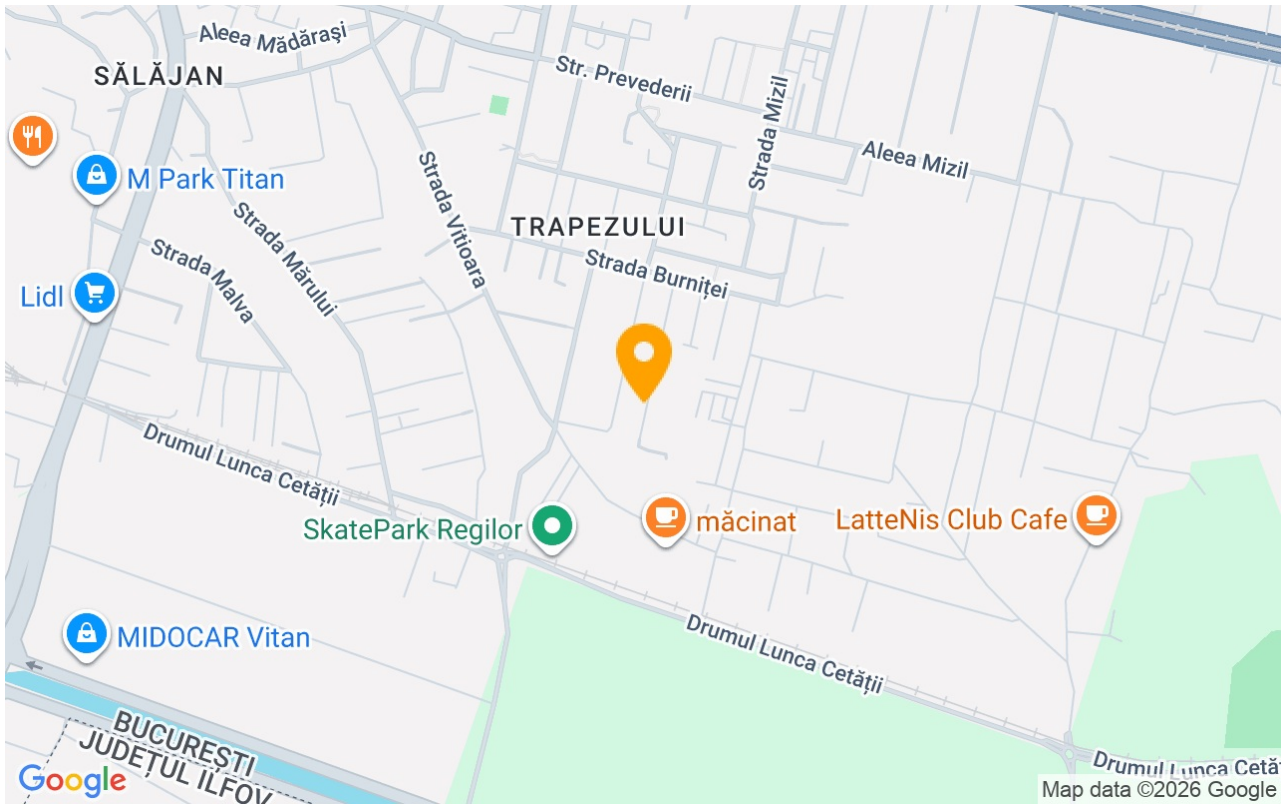 Aleea Mădărași
SĂLĂJAN
Str. Prevederii
Strada Mizil
Aleea Mizil
M Park Titan
Strada Vitioara
Strada Mărului
TRAPEZULUI
Strada Malva
Strada Burniței
Lidl
Drumul Lunca Cetății
SkatePark Regilor
măcinat
LatteNis Club Cafe
MIDOCAR Vitan
Drumul Lunca Cetății
BUCUREȘTI
JUDEȚUL ILFOV
Drumul Lunca Cetăț
Google
Map data ©2026 Google